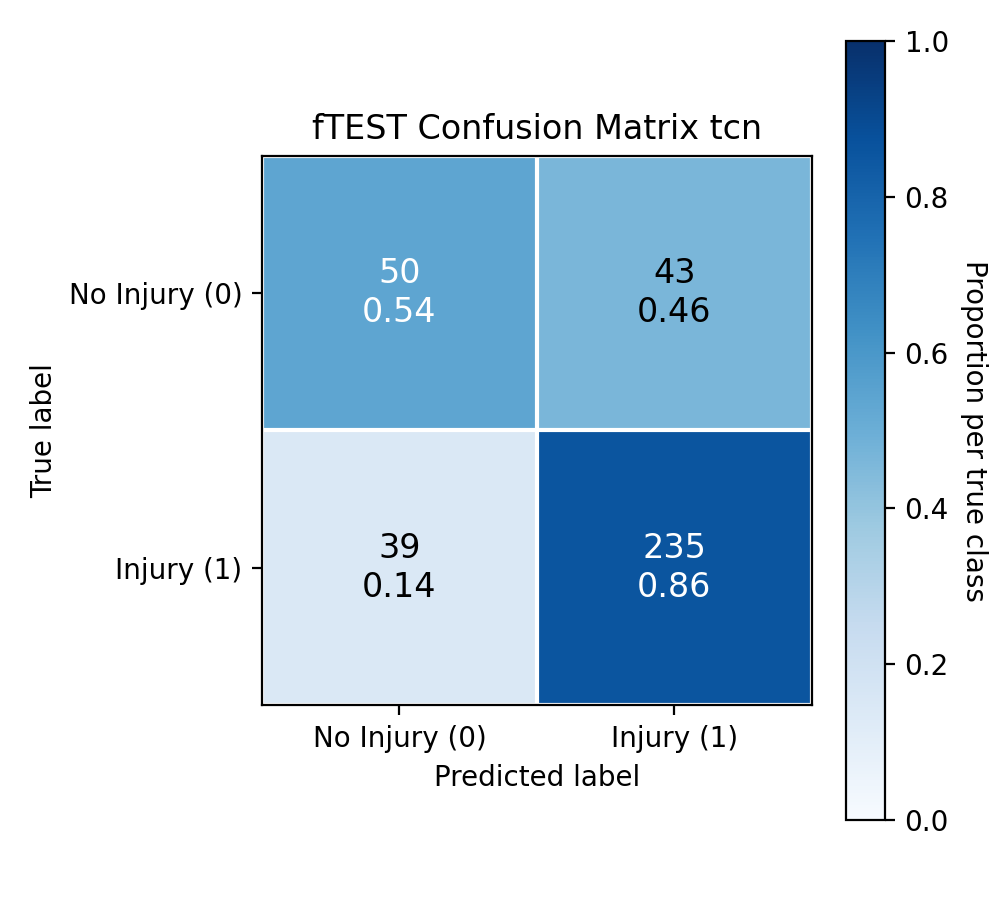 fTEST Confusion Matrix tcn
True label
No Injury (0)
Injury (1)
50
0.54
43
0.46
39
0.14
235
0.86
No Injury (0)
Injury (1)
Predicted label
1.0
0.8
0.6
0.4
0.2
0.0
Proportion per true class